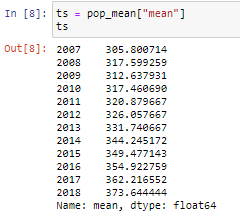 In [8]: ts = pop_mean["mean"]
ts
Out[8]: 2007 305.800714
2008 317.599259
2009 312.637931
2010 317.460690
2011 320.879667
2012 326.057667
2013 331.740667
2014 344.245172
2015 349.477143
2016 354.922759
2017 362.216552
2018 373.644444
Name: mean, dtype: float64